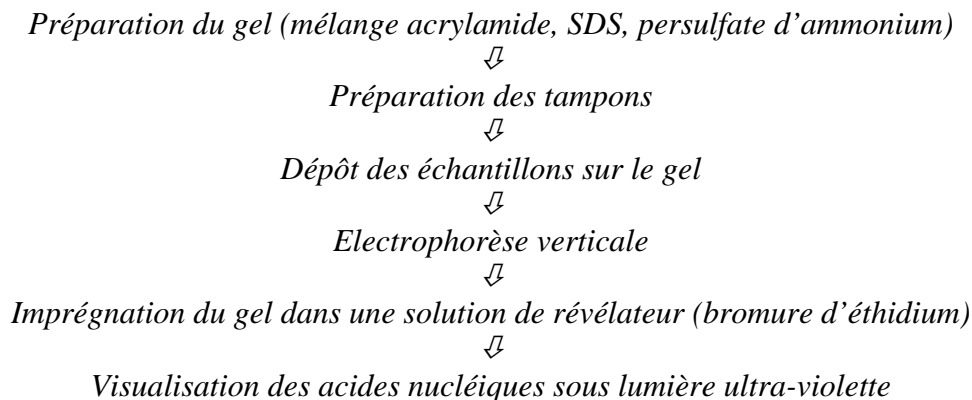 Préparation du gel (mélange acrylamide, SDS, persulfate d’ammonium)
⇩
Préparation des tampons
⇩
Dépôt des échantillons sur le gel
⇩
Electrophorèse verticale
⇩
Imprégnation du gel dans une solution de révélateur (bromure d’éthidium)
⇩
Visualisation des acides nucléiques sous lumière ultra-violette